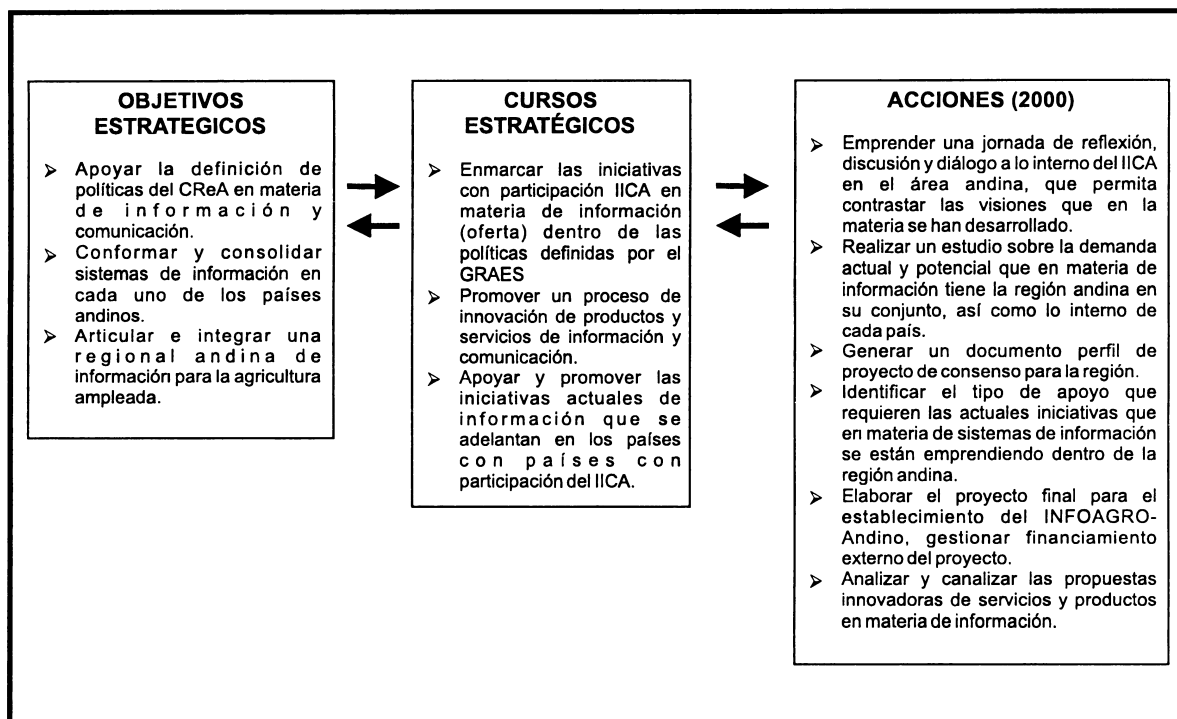 OBJETIVOS
ESTRATEGICOS
➢ Apoyar la definición de
políticas del CReA en materia
de información y
comunicación.
➢ Conformar y consolidar
sistemas de información en
cada uno de los países
andinos.
➢ Articular e integrar una
regional andina de
información para la agricultura
ampleada.
CURSOS
ESTRATÉGICOS
➢ Enmarcar las iniciativas
con participación IICA en
materia de información
(oferta) dentro de las
políticas definidas por el
GRAES
➢ Promover un proceso de
innovación de productos y
servicios de información y
comunicación.
➢ Apoyar y promover las
iniciativas actuales de
información que se
adelantan en los países
con países con
participación del IICA.
ACCIONES (2000)
➢ Emprender una jornada de reflexión,
discusión y diálogo a lo interno del IICA
en el área andina, que permita
contrastar las visiones que en la
materia se han desarrollado.
➢ Realizar un estudio sobre la demanda
actual y potencial que en materia de
información tiene la región andina en
su conjunto, así como lo interno de
cada país.
➢ Generar un documento perfil de
proyecto de consenso para la región.
➢ Identificar el tipo de apoyo que
requieren las actuales iniciativas que
en materia de sistemas de información
se están emprendiendo dentro de la
región andina.
➢ Elaborar el proyecto final para el
establecimiento del INFOAGRO-
Andino, gestionar financiamiento
externo del proyecto.
➢ Analizar y canalizar las propuestas
innovadoras de servicios y productos
en materia de información.